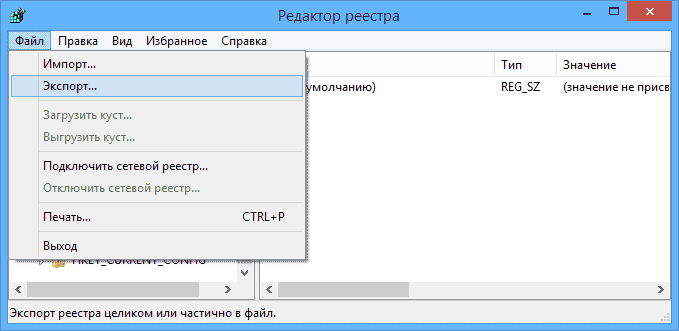 Редактор реестра
Файл Правка Вид Избранное Справка
Импорт...
Экспорт...
Загрузить куст...
Выгрузить куст...
Подключить сетевой реестр...
Отключить сетевой реестр...
Печать... CTRL+P
Выход
Тип Значение
умолчанию) REG_SZ (значение не присв
HKEY_CURRENT_CONFIG
Экспорт реестра целиком или частично в файл.